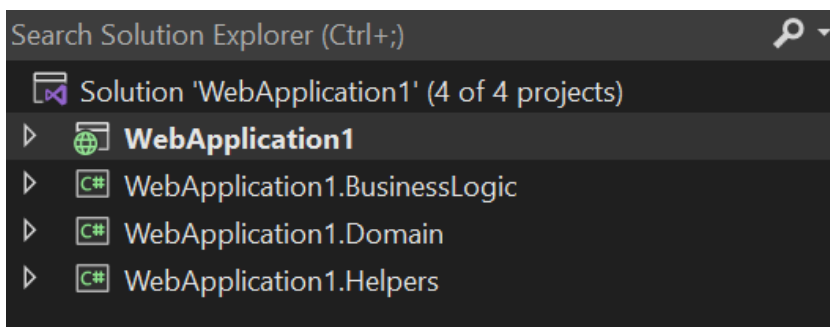 Search Solution Explorer (Ctrl+;)
Solution 'WebApplication1' (4 of 4 projects)
WebApplication1
C# WebApplication1.BusinessLogic
C# WebApplication1.Domain
C# WebApplication1.Helpers